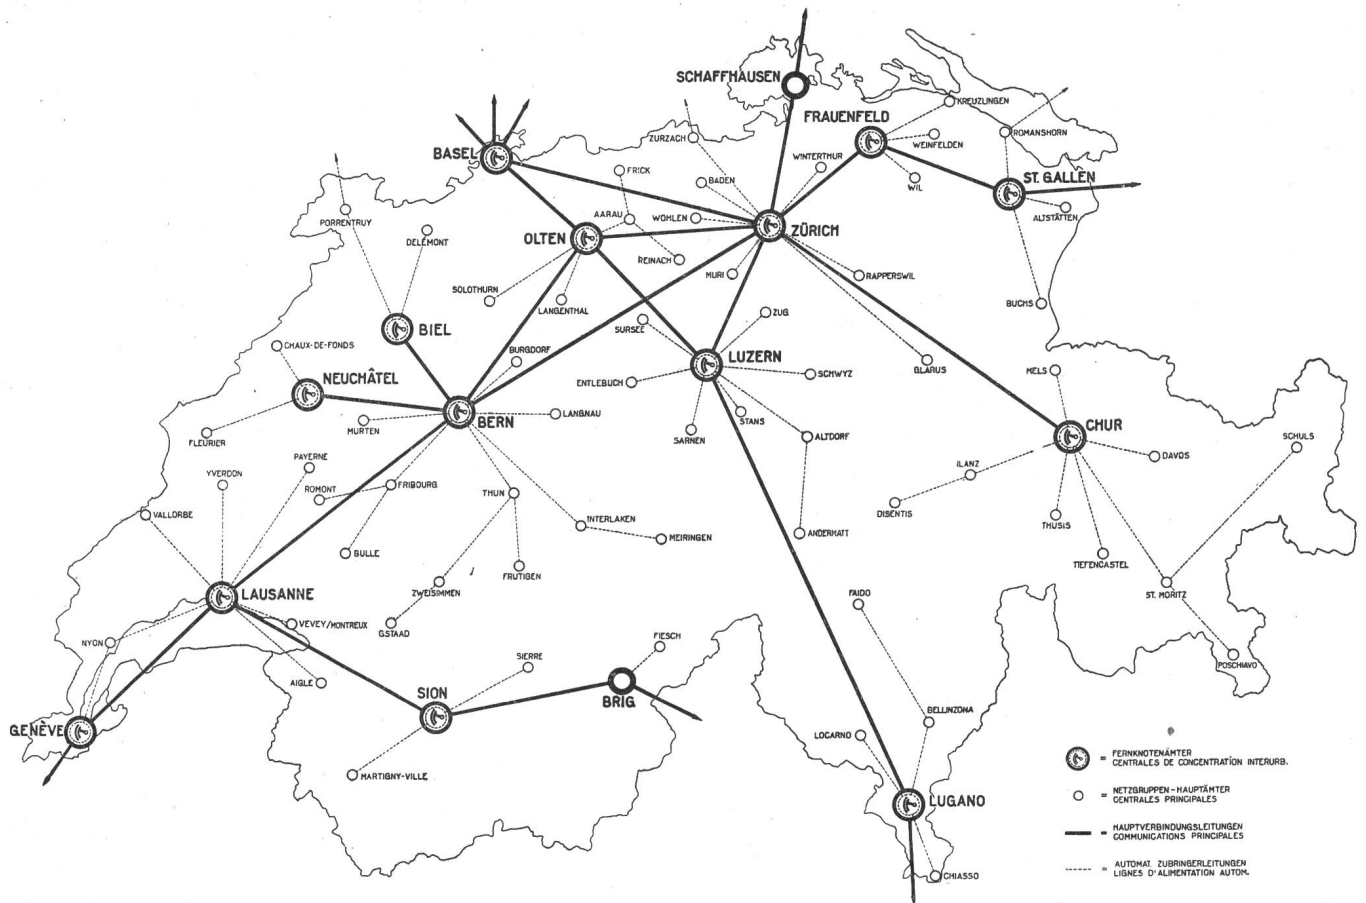 SCHAFFHAUSEN
KREUZLINGEN
FRAUENFELD
ROMANSHORN
ZURZACH
WEINFELDEN
BASEL
WINTERTHUR
FRICK
ST. GALLEN
BADEN
WIL
PORRENTRUY
AARAU
WOHLEN
ALTSTÄTTEN
DELÉMONT
OLTEN
ZÜRICH
REINACH
MURI
RAPPERSWIL
SOLOTHURN
LANGENTHAL
BUCHS
ZUG
BIEL
SURSEE
CHAUX-DE-FONDS
BURGDORF
LUZERN
GLARUS
MELS
NEUCHÂTEL
ENTLEBUCH
SCHWYZ
MURTEN
BERN
LANGNAU
STANS
FLEURIER
SARNEN
ALTDORF
CHUR
SCHULS
PAYERNE
YVERDON
ILANZ
DAVOS
ROMONT
FRIBOURG
THUN
DISENTIS
VALLORBE
INTERLAKEN
THUSIS
ANDERMATT
MEIRINGEN
BULLE
TIEFENCASTEL
FRUTIGEN
LAUSANNE
ZWEISIMMEN
FAIDO
ST. MORITZ
VEVEY/MONTREUX
GSTAAD
NYON
FIESCH
SIERRE
POSCHIAVO
AIGLE
SION
BRIG
BELLINZONA
GENÈVE
LOCARNO
MARTIGNY-VILLE
LUGANO
CHIASSO
= FERNKNOTENÄMTER
CENTRALES DE CONCENTRATION INTERURB.
= NETZGRUPPEN-HAUPTÄMTER
CENTRALES PRINCIPALES
= HAUPTVERBINDUNGSLEITUNGEN
COMMUNICATIONS PRINCIPALES
= AUTOMAT. ZUBRINGERLEITUNGEN
LIGNES D'ALIMENTATION AUTOM.